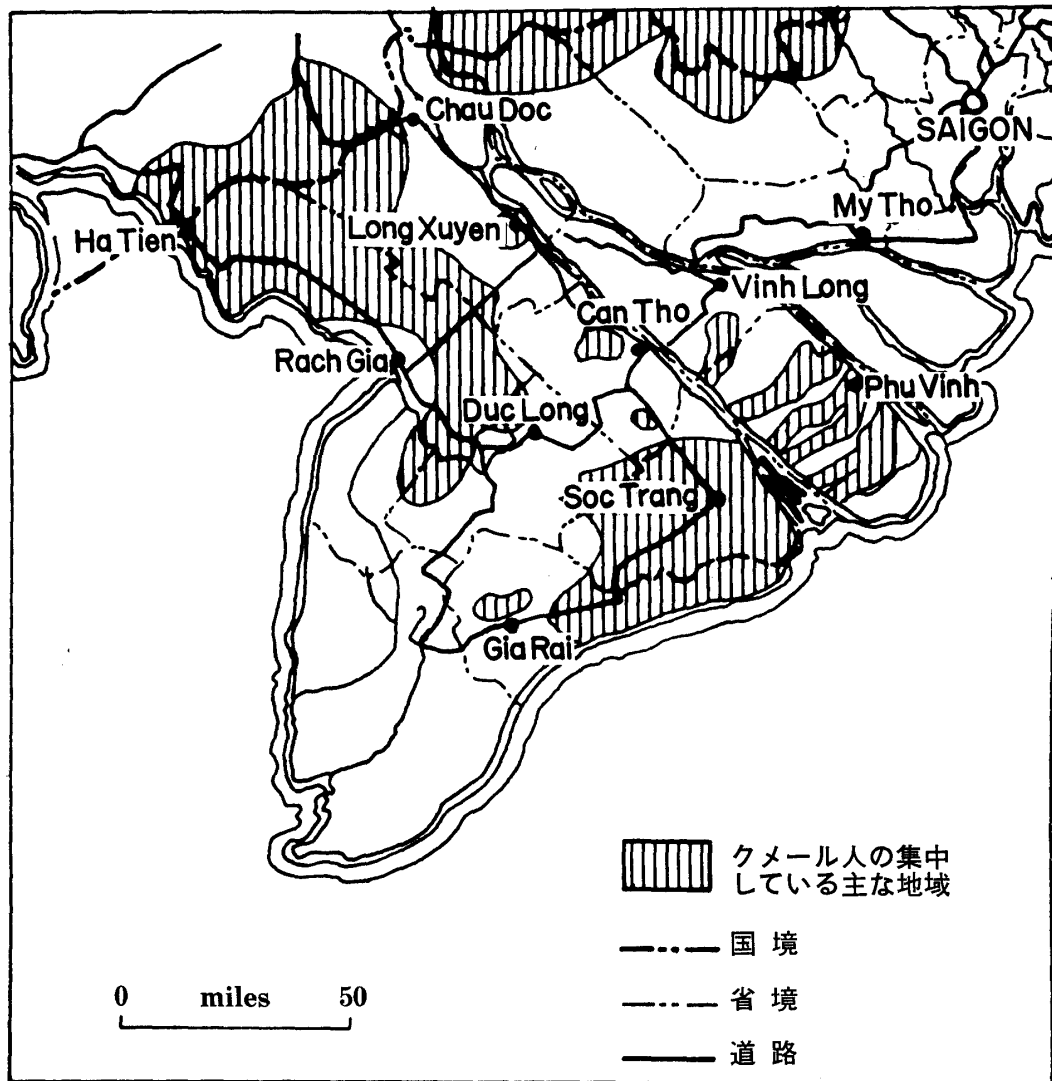 Chau Doc
SAIGON
My Tho
Ha Tien
Long Xuyen
Vinh Long
Can Tho
Rach Gia
Phu Vinh
Duc Long
Soc Trang
Gia Rai
クメール人の集中
している主な地域
国境
省境
道路
0 miles 50